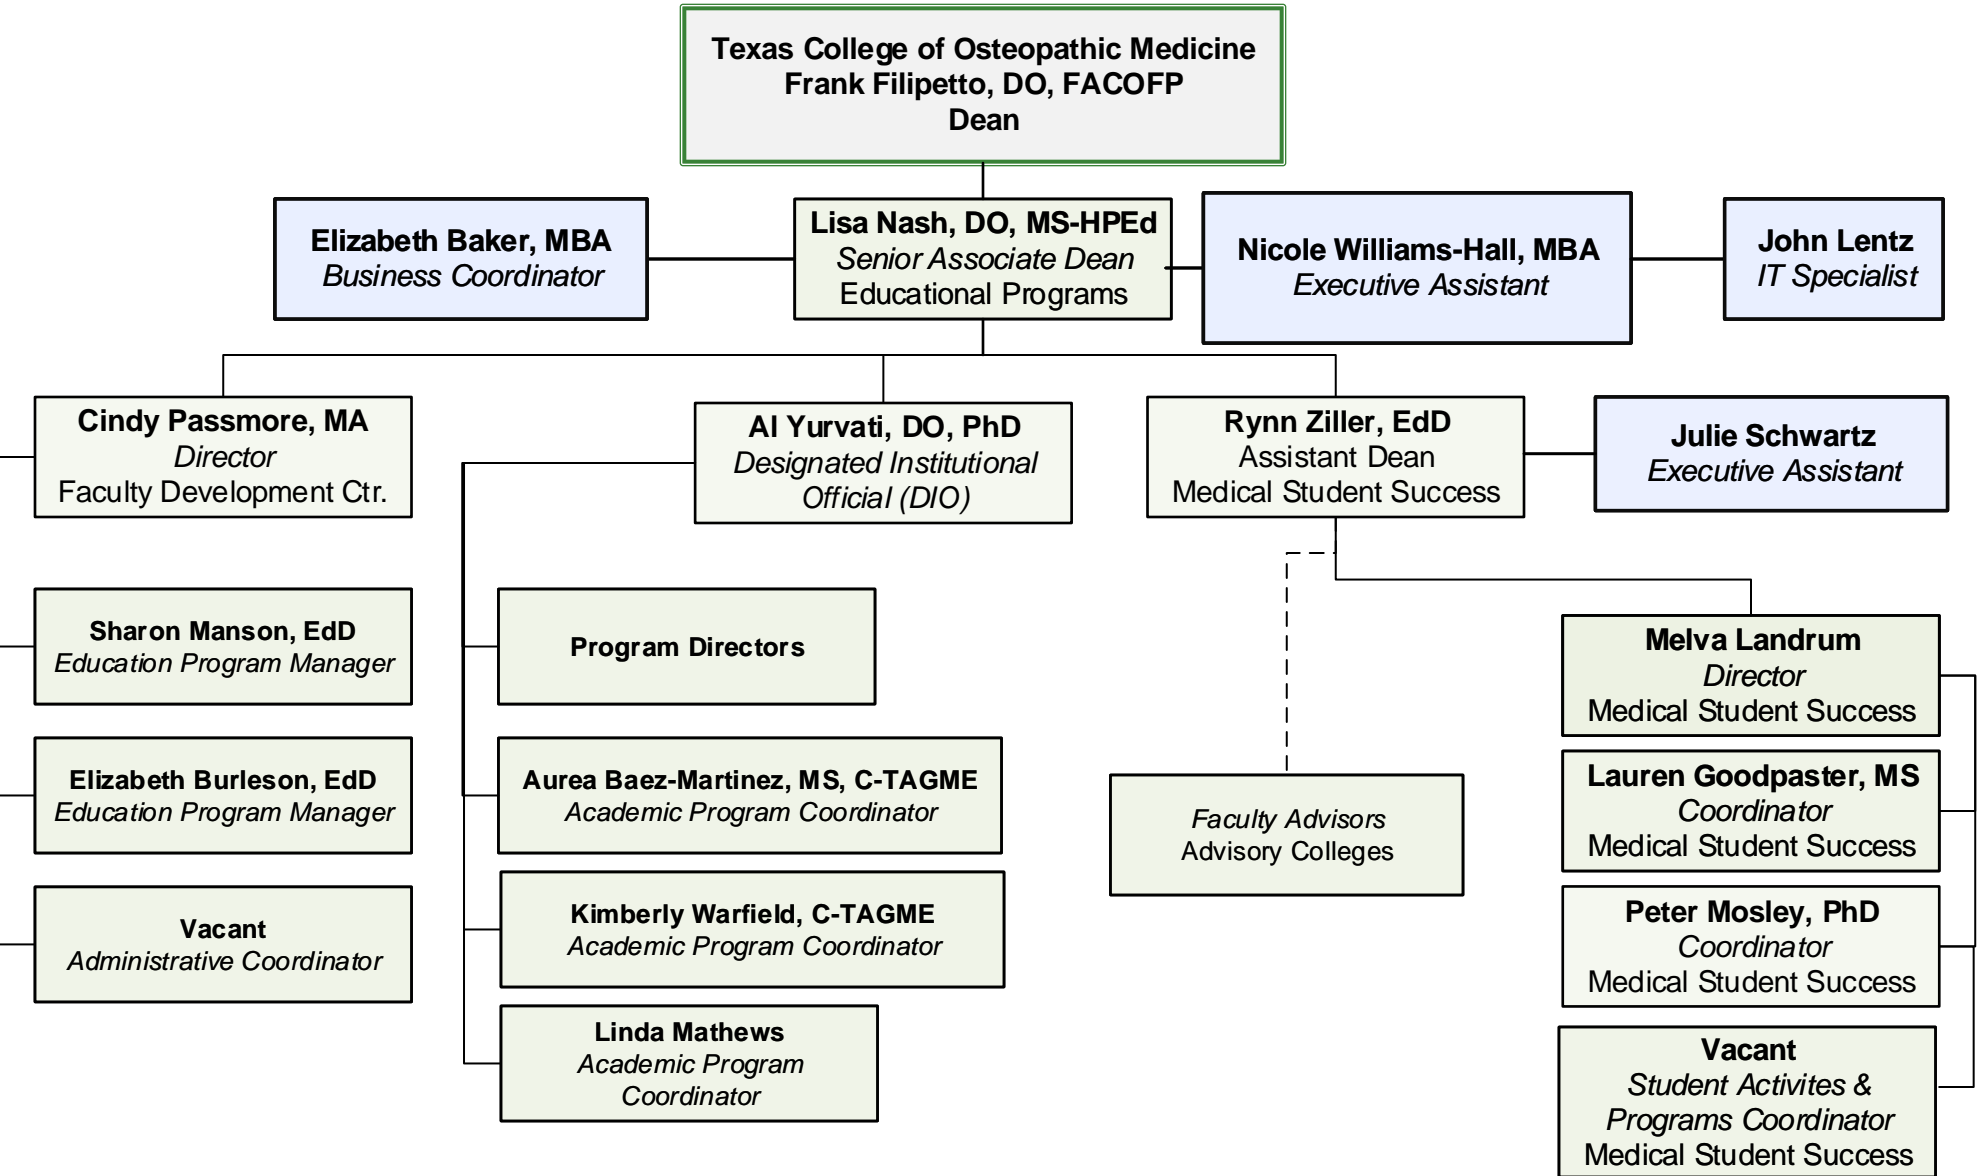 Texas College of Osteopathic Medicine
Frank Filipetto, DO, FACOFP
Dean
Elizabeth Baker, MBA
Business Coordinator
Lisa Nash, DO, MS-HPEd
Senior Associate Dean
Educational Programs
Nicole Williams-Hall, MBA
Executive Assistant
John Lentz
IT Specialist
Cindy Passmore, MA
Director
Faculty Development Ctr.
Al Yurvati, DO, PhD
Designated Institutional
Official (DIO)
Rynn Ziller, EdD
Assistant Dean
Medical Student Success
Julie Schwartz
Executive Assistant
Sharon Manson, EdD
Education Program Manager
Elizabeth Burleson, EdD
Education Program Manager
Vacant
Administrative Coordinator
Program Directors
Aurea Baez-Martinez, MS, C-TAGME
Academic Program Coordinator
Kimberly Warfield, C-TAGME
Academic Program Coordinator
Linda Mathews
Academic Program
Coordinator
Faculty Advisors
Advisory Colleges
Melva Landrum
Director
Medical Student Success
Lauren Goodpaster, MS
Coordinator
Medical Student Success
Peter Mosley, PhD
Coordinator
Medical Student Success
Vacant
Student Activites &
Programs Coordinator
Medical Student Success